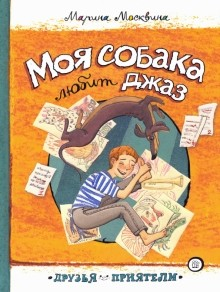 Марина Москвина
Моя собака
любит джаз
ДРУЗЬЯ ПРИЯТЕЛИ